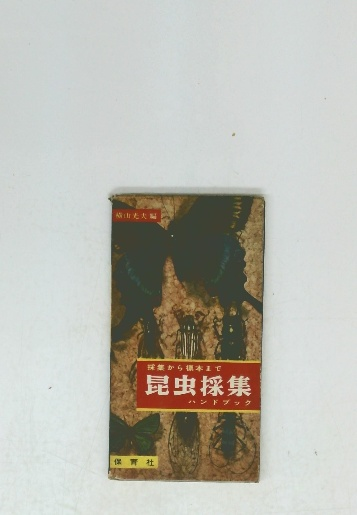 横山光夫編
採集から標本まで
昆虫採集
ハンドブック
保育社